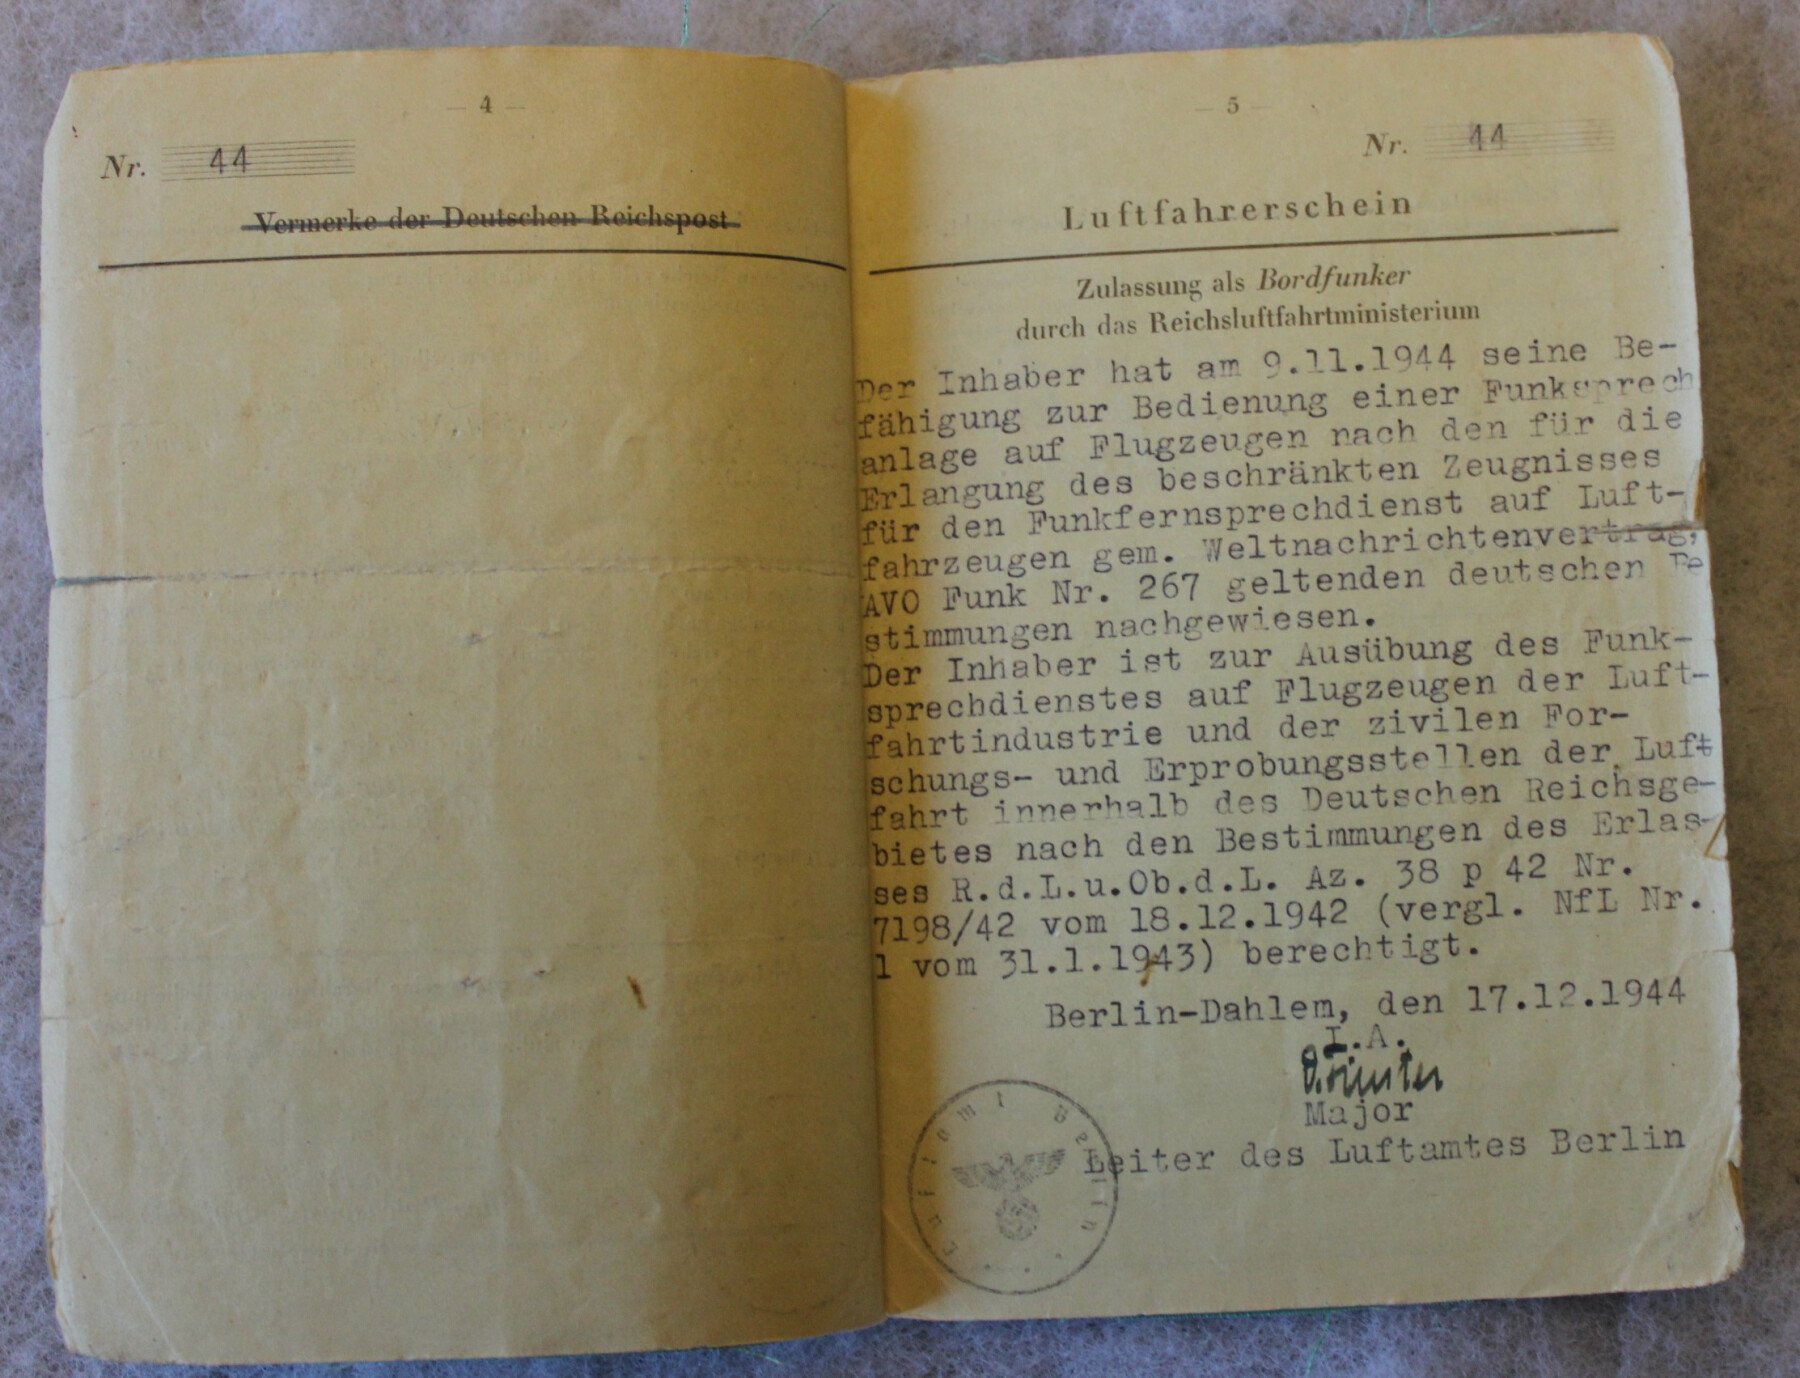 – 4 –
Nr. 44
Vermerke der Deutschen Reichspost
– 5 –
Nr. 44
Luftfahrerschein
Zulassung als Bordfunker
durch das Reichsluftfahrtministerium
Der Inhaber hat am 9.11.1944 seine Be-
fähigung zur Bedienung einer Funksprech
anlage auf Flugzeugen nach den für die
Erlangung des beschränkten Zeugnisses
für den Funkfernsprechdienst auf Luft-
fahrzeugen gem. Weltnachrichtenvertrag,
AVO Funk Nr. 267 geltenden deutschen Be
stimmungen nachgewiesen.
Der Inhaber ist zur Ausübung des Funk-
sprechdienstes auf Flugzeugen der Luft-
fahrtindustrie und der zivilen For-
schungs- und Erprobungsstellen der Luft
fahrt innerhalb des Deutschen Reichsge-
bietes nach den Bestimmungen des Erlas-
ses R.d.L.u.Ob.d.L. Az. 38 p 42 Nr.
7198/42 vom 18.12.1942 (vergl. NfL Nr.
1 vom 31.1.1943) berechtigt.
Berlin-Dahlem, den 17.12.1944
I.A.
Major
Leiter des Luftamtes Berlin
Luftamt Berlin